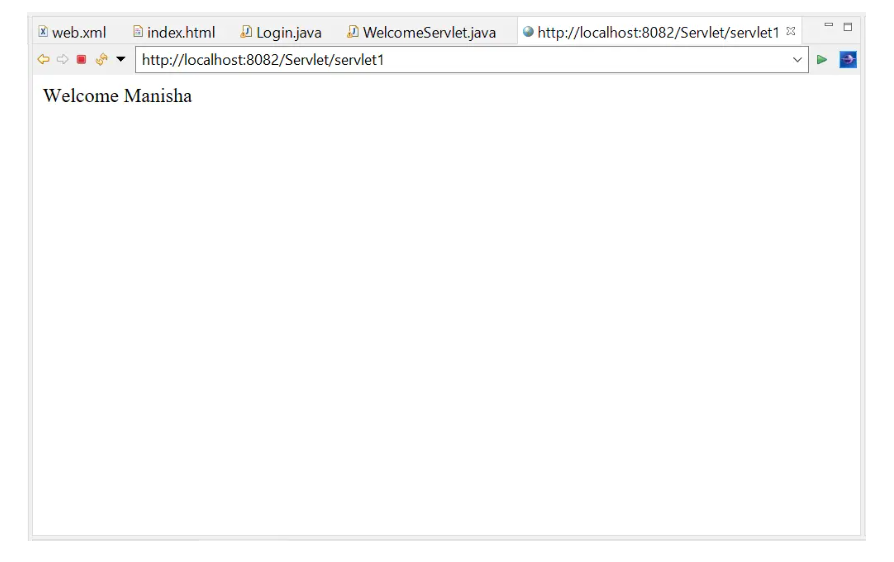 web.xml index.html Login.java WelcomeServlet.java http://localhost:8082/Servlet/servlet1
http://localhost:8082/Servlet/servlet1
Welcome Manisha